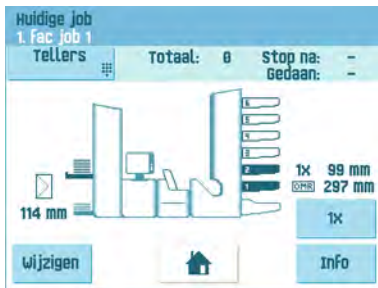 Huidige job
1. Fac job 1
Tellers
Totaal: 0
Stop na: -
Gedaan: -
6
5
4
3
2
1
1x 99 mm
OMR 297 mm
114 mm
1x
Wijzigen
Info